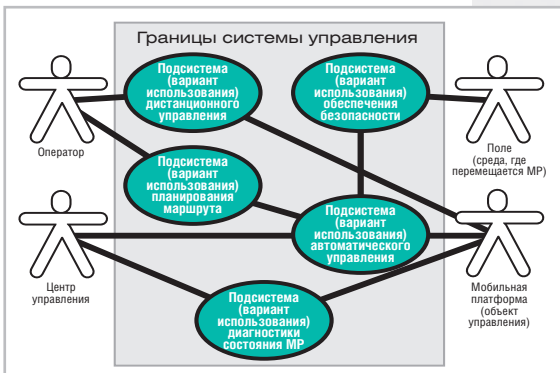 Границы системы управления
Подсистема
(вариант
использования)
дистанционного
управления
Подсистема
(вариант
использования)
обеспечения
безопасности
Оператор
Поле
(среда, где
перемещается МР)
Подсистема
(вариант
использования)
планирования
маршрута
Подсистема
(вариант
использования)
автоматического
управления
Центр
управления
Мобильная
платформа
(объект
управления)
Подсистема
(вариант
использования)
диагностики
состояния МР